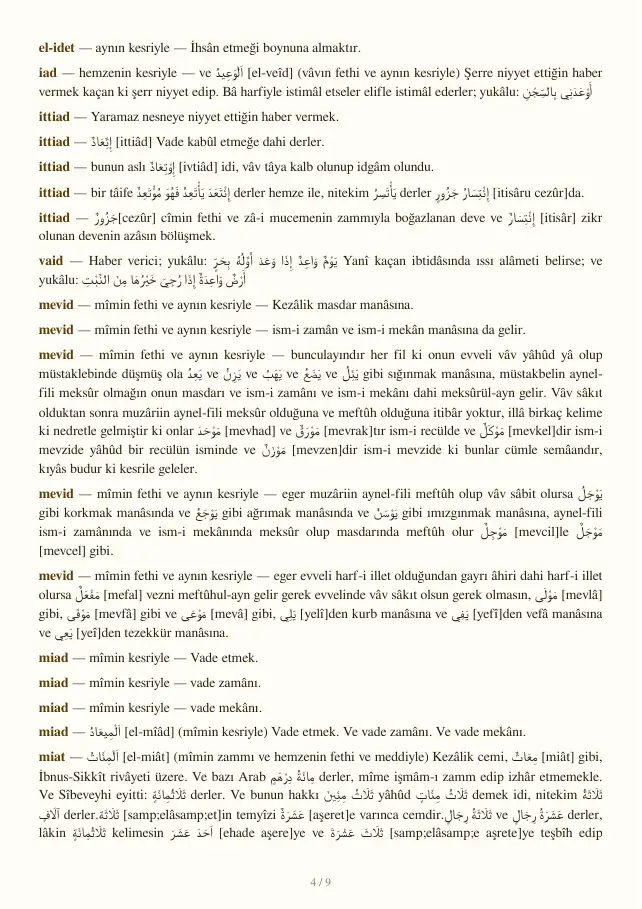 el-idet — aynın kesriyle — İhsân etmeği boynuna almaktır.
iad — hemzenin kesriyle — ve اَلْوَعِيدُ [el-veîd] (vâvın fethi ve aynın kesriyle) Şerre niyyet ettiğin haber
vermek kaçan ki şerr niyyet edip. Bâ harfiyle istimâl etseler elifle istimâl ederler; yukâlu: أَوْعَدَنِي بِالسِّجْنِ
ittiad — Yaramaz nesneye niyyet ettiğin haber vermek.
ittiad — اِتِّعَادٌ [ittiâd] Vade kabûl etmeğe dahi derler.
ittiad — bunun aslı اِوْتِعَادٌ [ivtiâd] idi, vâv tâya kalb olunup idgâm olundu.
ittiad — bir tâife اِئْتَعَدَ يَأْتَعِدُ فَهُوَ مُؤْتَعِدٌ derler hemze ile, nitekim يَأْتَسِرُ derler اِئْتِسَارُ جَزُورٍ [itisâru cezûr]da.
ittiad — جَزُورٌ[cezûr] cîmin fethi ve zâ-i mucemenin zammıyla boğazlanan deve ve اِئْتِسَارٌ [itisâr] zikr
olunan devenin azâsın bölüşmek.
vaid — Haber verici; yukâlu: يَوْمٌ وَاعِدٌ إِذَا وَعَدَ أَوَّلُهُ بِحَرٍّ Yanî kaçan ibtidâsında ıssı alâmeti belirse; ve
yukâlu: أَرْضٌ وَاعِدَةٌ إِذَا رُجِيَ خَيْرُهَا مِنَ النَّبْتِ
mevid — mîmin fethi ve aynın kesriyle — Kezâlik masdar manâsına.
mevid — mîmin fethi ve aynın kesriyle — ism-i zamân ve ism-i mekân manâsına da gelir.
mevid — mîmin fethi ve aynın kesriyle — bunculayındır her fil ki onun evveli vâv yâhûd yâ olup
müstaklebinde düşmüş ola يَعِدُ ve يَزِنُ ve يَهَبُ ve يَضَعُ ve يَئِلُ gibi sığınmak manâsına, müstakbelin aynel-
fili meksûr olmağın onun masdarı ve ism-i zamânı ve ism-i mekânı dahi meksûrül-ayn gelir. Vâv sâkıt
olduktan sonra muzâriin aynel-fili meksûr olduğuna ve meftûh olduğuna itibâr yoktur, illâ birkaç kelime
ki nedretle gelmiştir ki onlar مَوْحَدَ [mevhad] ve مَوْرَقٌ [mevrak]tır ism-i recülde ve مَوْكَلٌ [mevkel]dir ism-i
mevzide yâhûd bir recülün isminde ve مَوْزَنٌ [mevzen]dir ism-i mevzide ki bunlar cümle semâandır,
kıyâs budur ki kesrile geleler.
mevid — mîmin fethi ve aynın kesriyle — eger muzâriin aynel-fili meftûh olup vâv sâbit olursa يَوْجَلُ
gibi korkmak manâsında ve يَوْجَعُ gibi ağrımak manâsında ve يَوْسَنُ gibi ımızgınmak manâsına, aynel-fili
ism-i zamânında ve ism-i mekânında meksûr olup masdarında meftûh olur مَوْجِلٌ [mevcil]le مَوْجَلٌ
[mevcel] gibi.
mevid — mîmin fethi ve aynın kesriyle — eger evveli harf-i illet olduğundan gayrı âhiri dahi harf-i illet
olursa مَفْعَلٌ [mefal] vezni meftûhul-ayn gelir gerek evvelinde vâv sâkıt olsun gerek olmasın, مَوْلًى [mevlâ]
gibi, مَوْفًى [mevfâ] gibi ve مَوْعًى [mevâ] gibi, يَلِي [yelî]den kurb manâsına ve يَفِي [yefî]den vefâ manâsına
ve يَعِي [yeî]den tezekkür manâsına.
miad — mîmin kesriyle — Vade etmek.
miad — mîmin kesriyle — vade zamânı.
miad — mîmin kesriyle — vade mekânı.
miad — اَلْمِيعَادُ [el-mîâd] (mîmin kesriyle) Vade etmek. Ve vade zamânı. Ve vade mekânı.
miat — اَلْمِئَاتُ [el-miât] (mîmin zammı ve hemzenin fethi ve meddiyle) Kezâlik cemi, مِعَاتٌ [miât] gibi,
İbnus-Sikkît rivâyeti üzere. Ve bazı Arab مِائَةُ دِرْهَمٍ derler, mîme işmâm-ı zamm edip izhâr etmemekle.
Ve Sîbeveyhi eyitti: ثَلَاثُمِائَةٍ derler. Ve bunun hakkı ثَلَاثُ مِئِينَ yâhûd ثَلَاثُ مِئَاتٍ demek idi, nitekim ثَلَاثَةُ
آلَافٍ derler.ثَلَاثَةٌ [samp;elâsamp;et]in temyîzi عَشَرَةٌ [aşeret]e varınca cemdir.ثَلَاثَةُ رِجَالٍ ve عَشَرَةُ رِجَالٍ derler,
lâkin ثَلَاثُمِائَةٍ kelimesin أَحَدَ عَشَرَ [ehade aşere]ye ve ثَلَاثَ عَشْرَةَ [samp;elâsamp;e aşrete]ye teşbîh edip
4 / 9